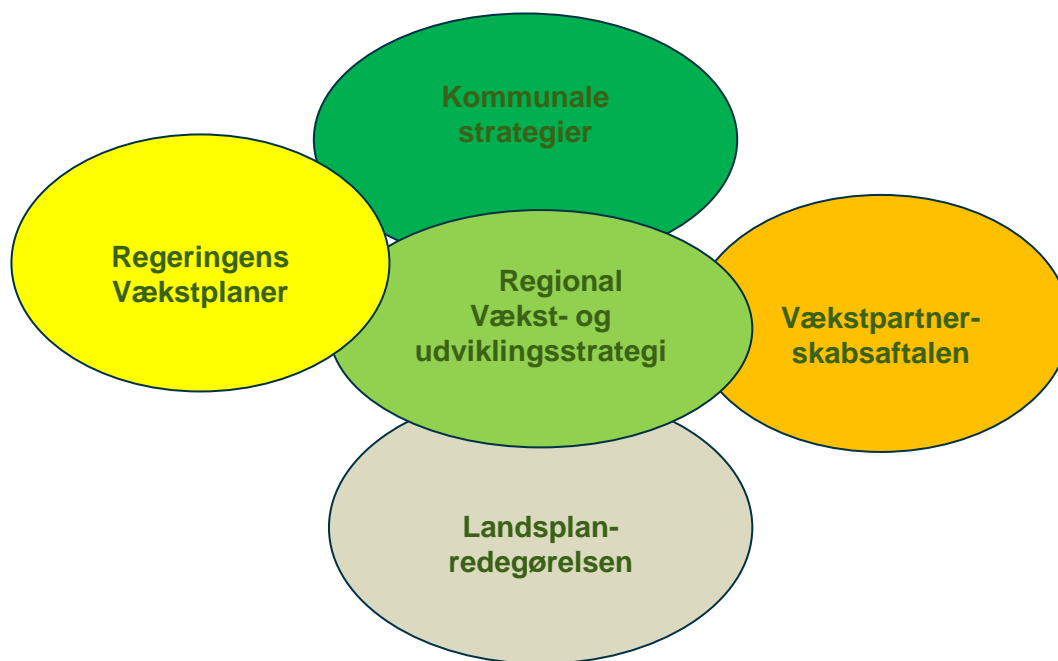 Kommunale
strategier
Regeringens
Vækstplaner
Regional
Vækst- og
udviklingsstrategi
Vækstpartner-
skabsaftalen
Landsplan-
redegørelsen